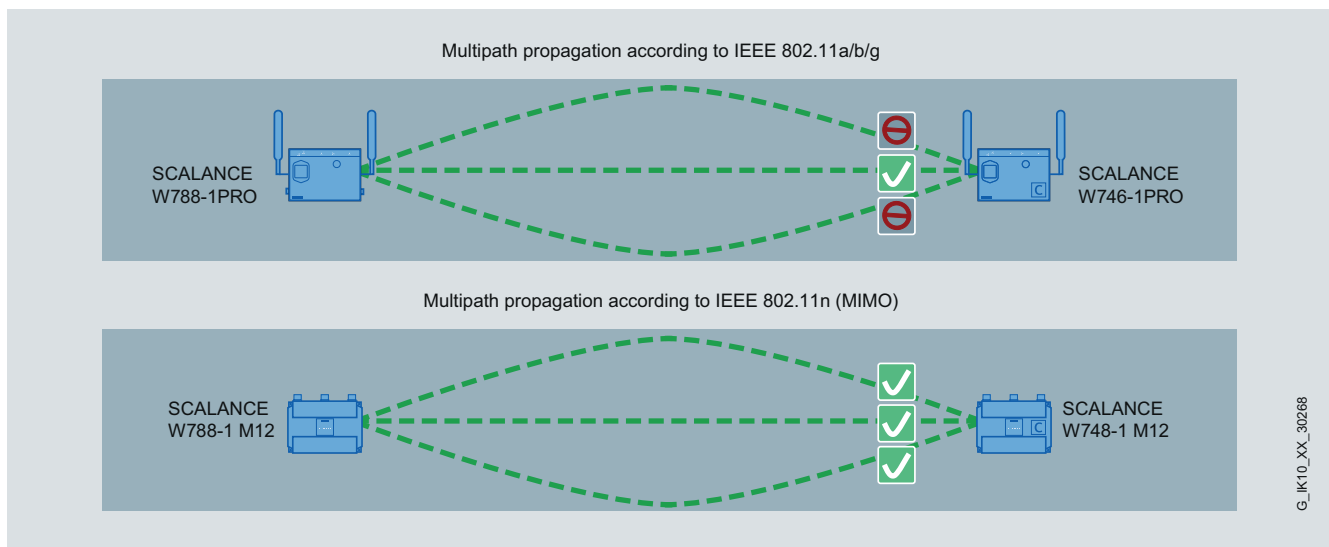 Multipath propagation according to IEEE 802.11a/b/g
SCALANCE
W788-1PRO
C
SCALANCE
W746-1PRO
Multipath propagation according to IEEE 802.11n (MIMO)
SCALANCE
W788-1 M12
C
SCALANCE
W748-1 M12
G_IK10_XX_30268